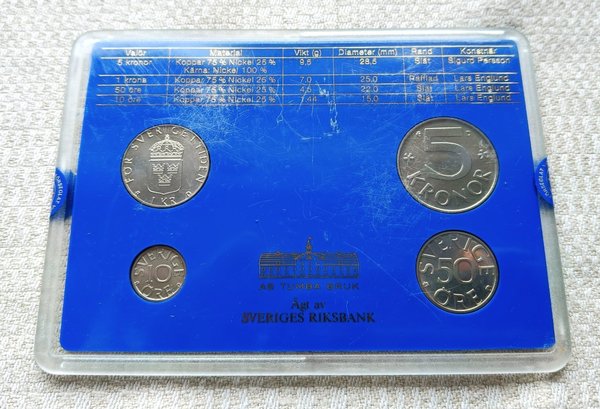 Valör Material Vikt (g) Diameter (mm) Rand Konstnär
5 kronor Koppar 75 % Nickel 25 % 9,5 28,5 Slät Sigurd Persson
Kärna: Nickel 100 %
1 krona Koppar 75 % Nickel 25 % 7,0 25,0 Räfflad Lars Englund
50 öre Koppar 75 % Nickel 25 % 4,5 22,0 Slät Lars Englund
10 öre Koppar 75 % Nickel 25 % 1,44 15,0 Slät Lars Englund
FÖR SVERIGE I TIDEN
1 KR
5
KRONOR
SVERIGE
10
ÖRE
SVERIGE
50
ÖRE
AB TUMBA BRUK
Ägt av
SVERIGES RIKSBANK